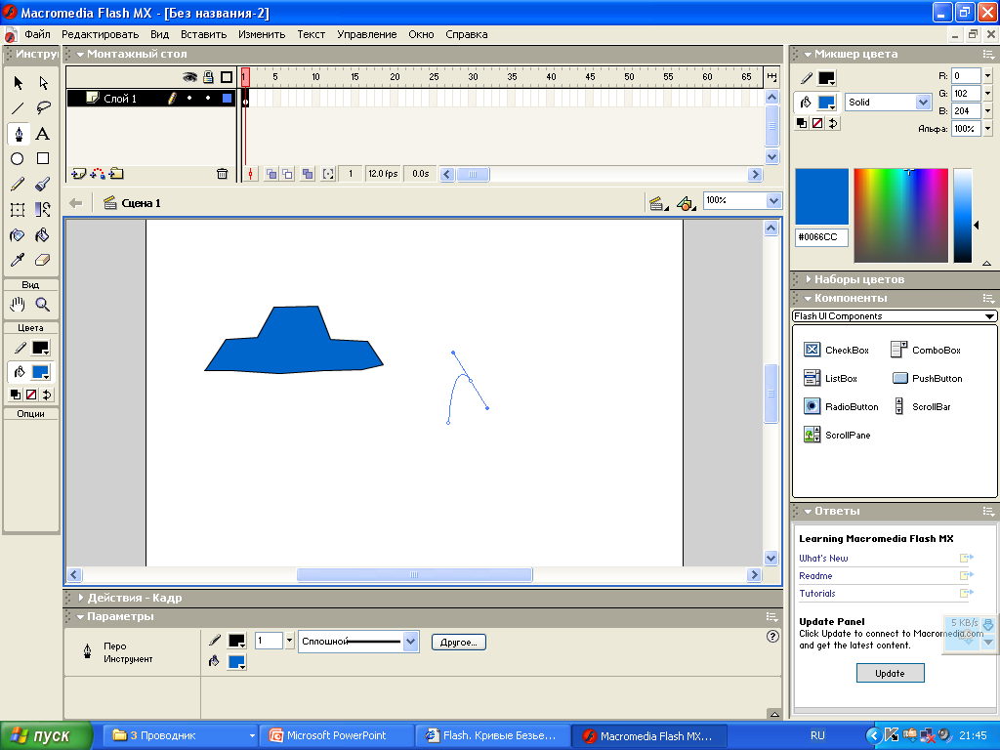 Macromedia Flash MX - [Без названия-2]
Файл Редактировать Вид Вставить Изменить Текст Управление Окно Справка
Инстру
Монтажный стол
1 5 10 15 20 25 30 35 40 45 50 55 60 65
Слой 1
1 12.0 fps 0.0s
Сцена 1
100%
A
Вид
Цвета
Опции
Микшер цвета
R: 0
G: 102
B: 204
Альфа: 100%
Solid
#0066CC
Наборы цветов
Компоненты
Flash UI Components
CheckBox ComboBox
ListBox PushButton
RadioButton ScrollBar
ScrollPane
Ответы
Learning Macromedia Flash MX
What's New
Readme
Tutorials
Update Panel
Click Update to connect to Macromedia.com
and get the latest content.
Update
5 KB/s
Действия - Кадр
Параметры
Перо
Инструмент
1 Сплошной Другое...
пуск
3 Проводник
Microsoft PowerPoint
Flash. Кривые Безье...
Macromedia Flash MX...
RU
21:45